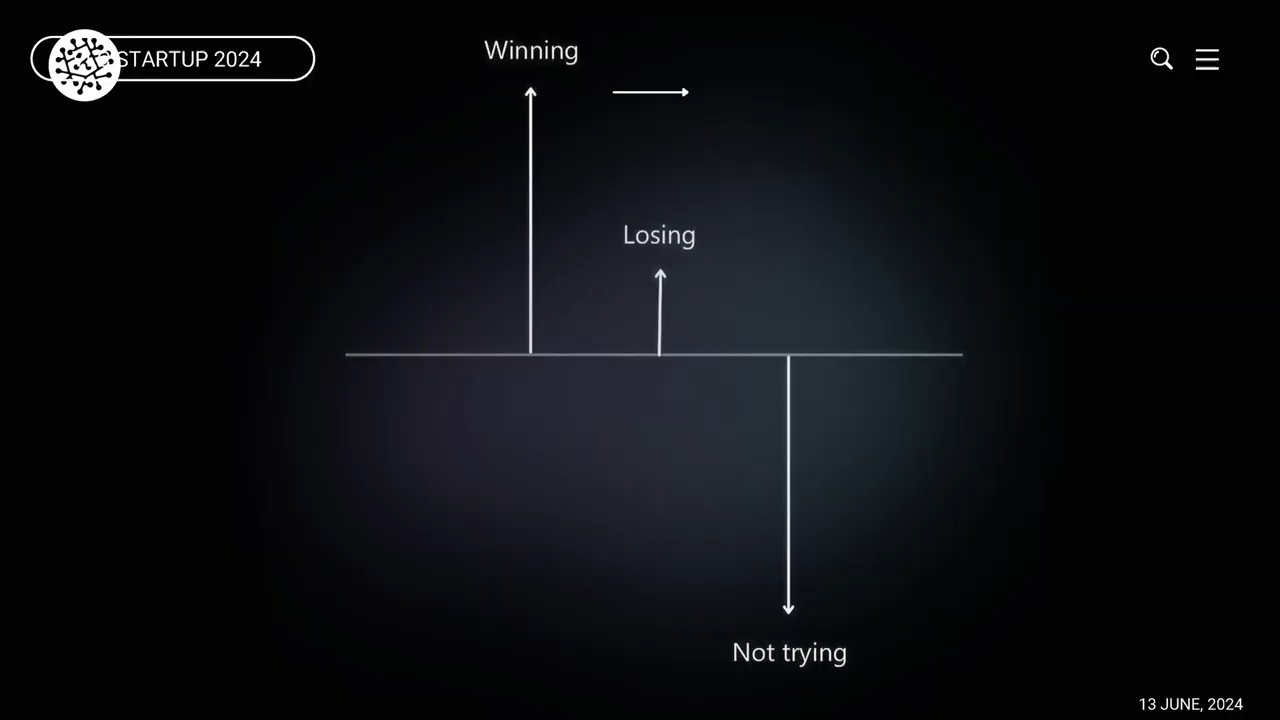 STARTUP 2024
Winning
Losing
Not trying
13 JUNE, 2024